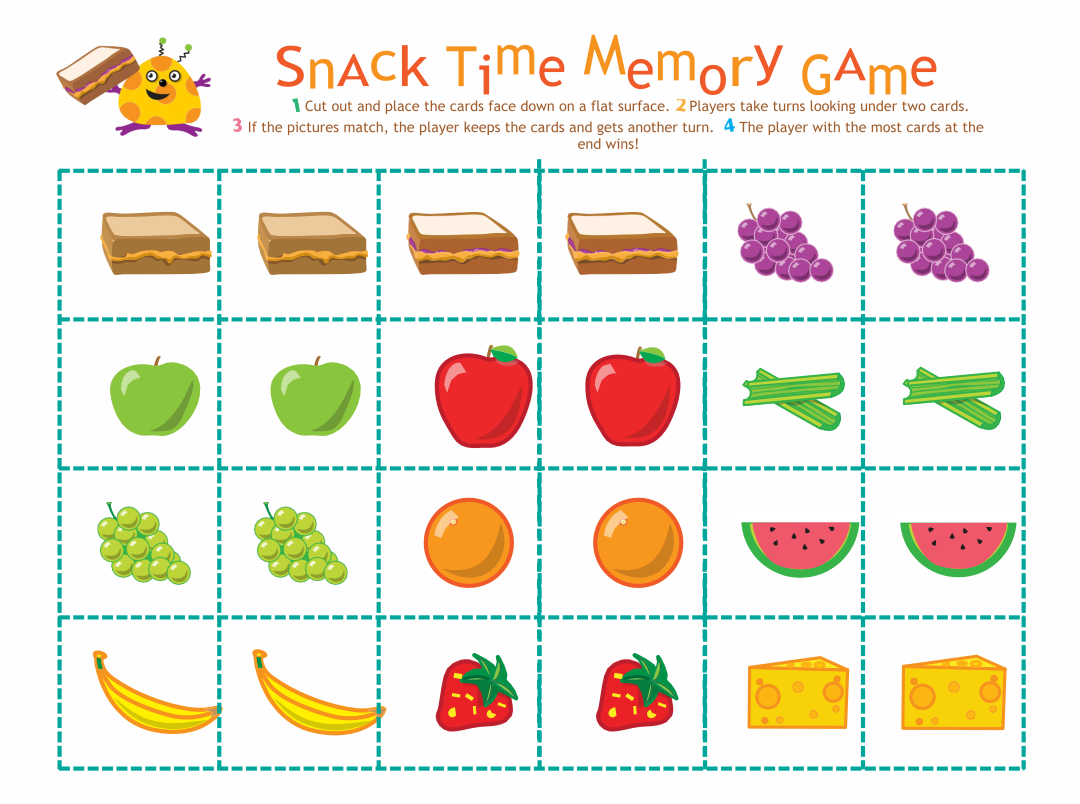 Snack Time Memory Game
1 Cut out and place the cards face down on a flat surface. 2 Players take turns looking under two cards.
3 If the pictures match, the player keeps the cards and gets another turn. 4 The player with the most cards at the
end wins!